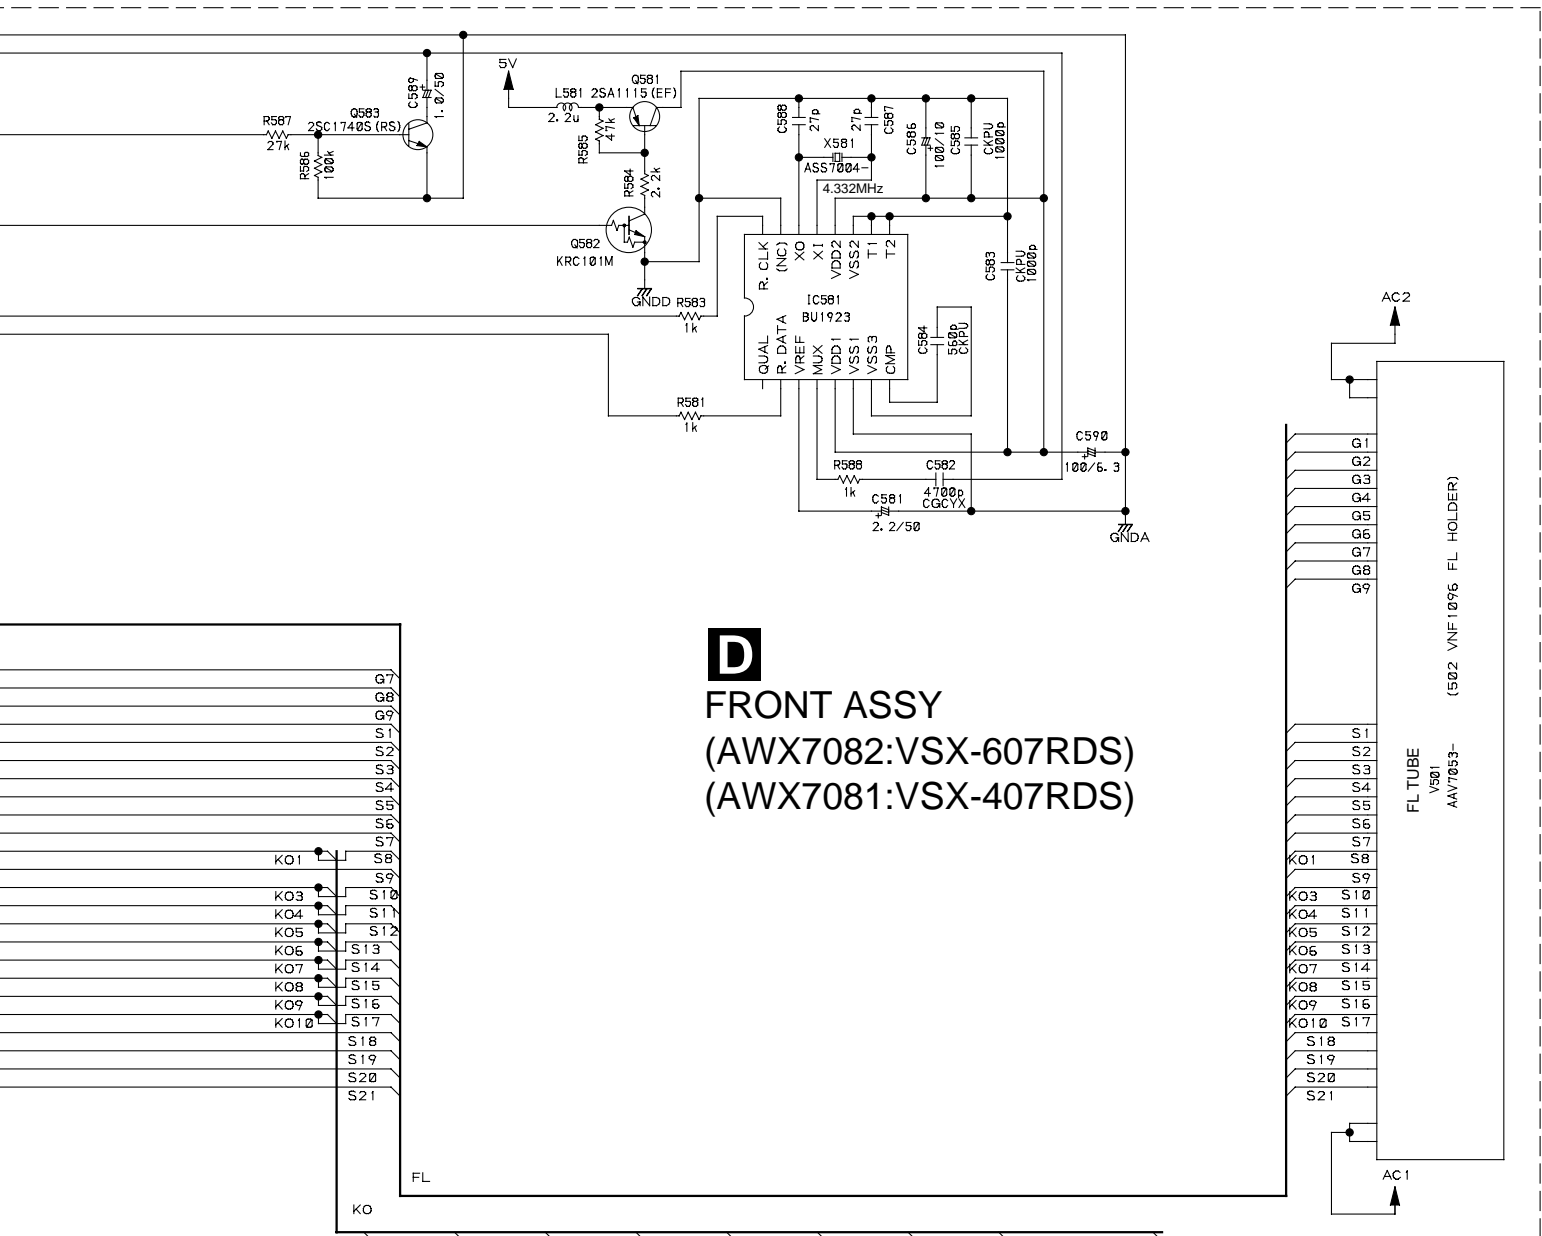 5V
C589
1.0/50
Q583
2SC1740S(RS)
R587
27k
R586
100k
L581
2.2u
Q581
2SA1115(EF)
R585
47k
R584
2.2k
Q582
KRC101M
GNDD
R583
1k
R581
1k
C588
27p
27p
C587
X581
ASS7004-
4.332MHz
C586
100/10
C585
CKPU
1000p
C583
CKPU
1000p
R.CLK
(NC)
XO
XI
VDD2
VSS2
T1
T2
IC581
BU1923
QUAL
R.DATA
VREF
MUX
VDD1
VSS1
VSS3
CMP
C584
560p
CKPU
C590
100/6.3
R588
1k
C582
4700p
CGCYX
C581
2.2/50
GNDA
AC2
G1
G2
G3
G4
G5
G6
G7
G8
G9
S1
S2
S3
S4
S5
S6
S7
KO1 S8
S9
KO3 S10
KO4 S11
KO5 S12
KO6 S13
KO7 S14
KO8 S15
KO9 S16
KO10 S17
S18
S19
S20
S21
FL TUBE
V501
AAV7053-
(502 VNF1096 FL HOLDER)
AC1
D
FRONT ASSY
(AWX7082:VSX-607RDS)
(AWX7081:VSX-407RDS)
G7
G8
G9
S1
S2
S3
S4
S5
S6
S7
KO1 S8
S9
KO3 S10
KO4 S11
KO5 S12
KO6 S13
KO7 S14
KO8 S15
KO9 S16
KO10 S17
S18
S19
S20
S21
FL
KO